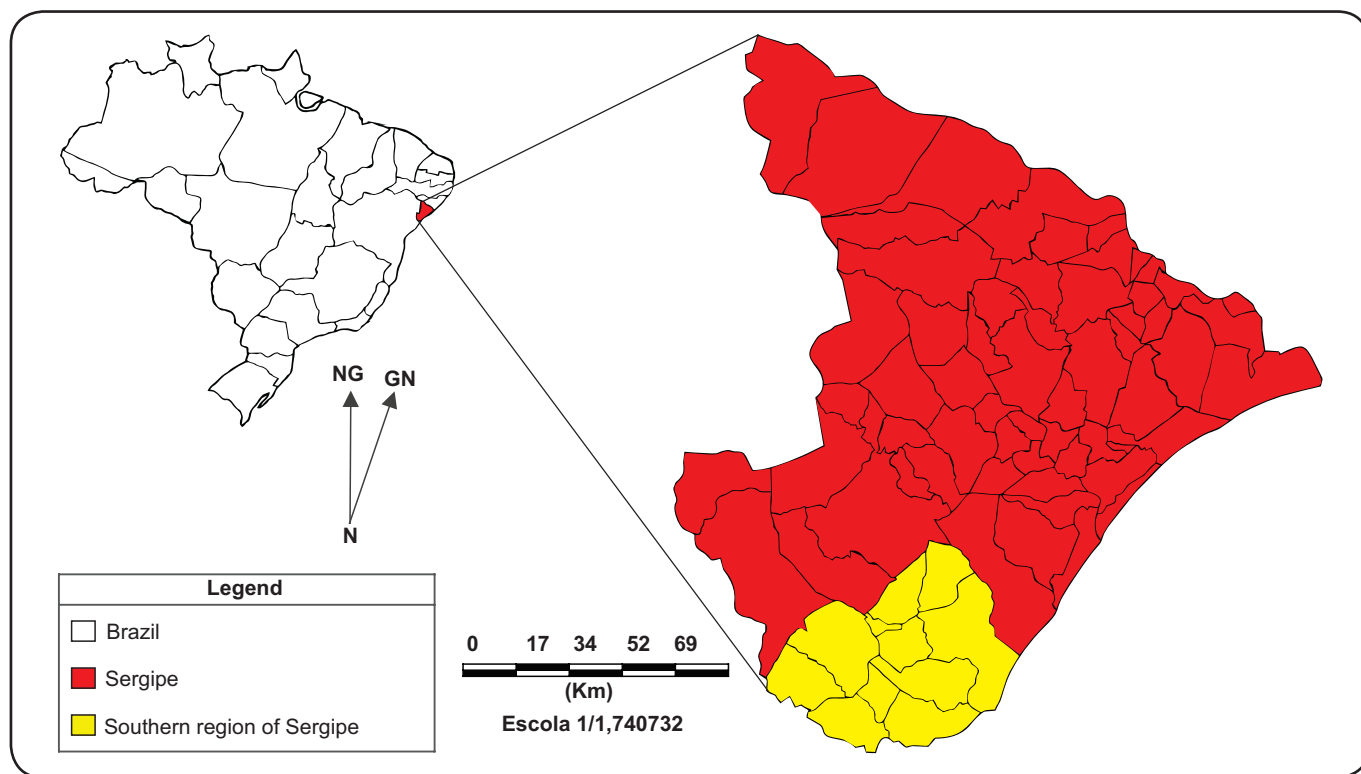 NG GN
N
Legend
Brazil
Sergipe
Southern region of Sergipe
0 17 34 52 69
(Km)
Escola 1/1,740732